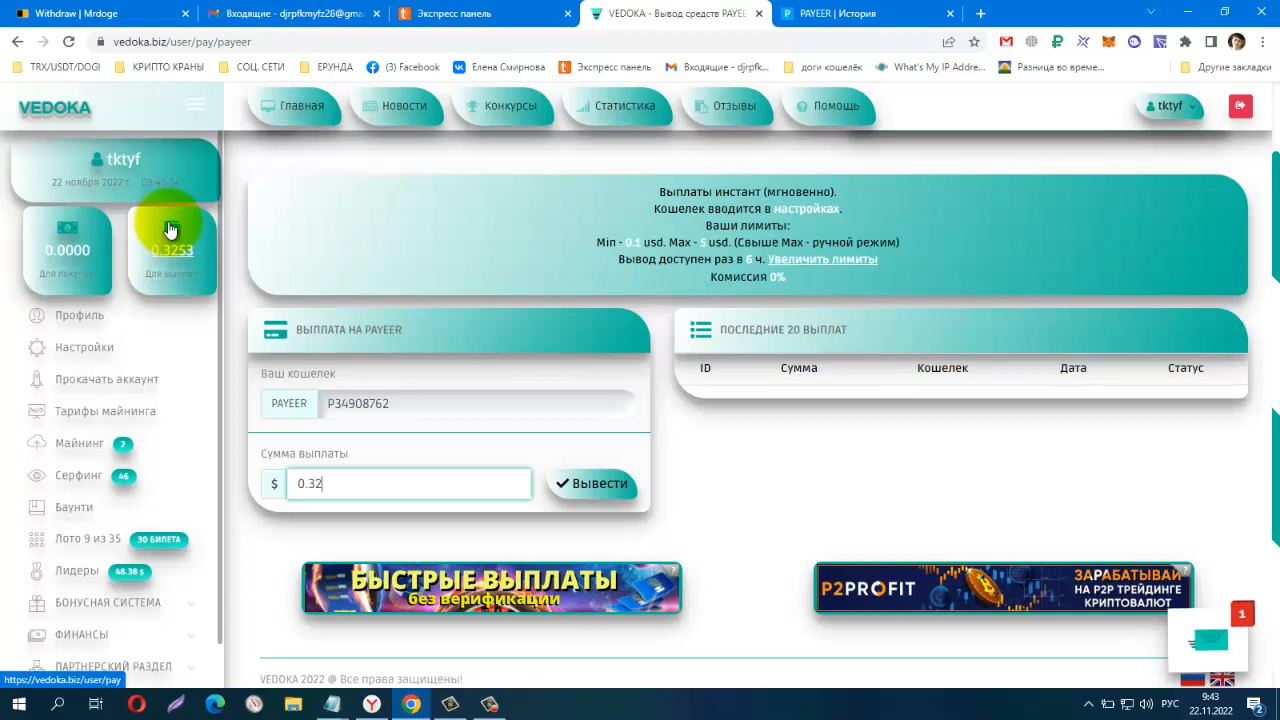 Withdraw | Mrdoge
Входящие - djrpfkmyfz28@gma
Экспресс панель
VEDOKA - Вывод средств PAYEE
PAYEER | История
vedoka.biz/user/pay/payeer
TRX/USDT/DOGI
КРИПТО КРАНЫ
СОЦ. СЕТИ
ЕРУНДА
(3) Facebook
Елена Смирнова
Экспресс панель
Входящие - djrpfk...
доги кошелёк
What's My IP Addre...
Разница во време...
Другие закладки
VEDOKA
Главная
Новости
Конкурсы
Статистика
Отзывы
Помощь
tktyf
tktyf
22 ноября 2022 г.
0.0000
Для покупок
0.3253
Для выплат
Профиль
Настройки
Прокачать аккаунт
Тарифы майнинга
Майнинг 2
Серфинг 46
Баунти
Лото 9 из 35 30 БИЛЕТА
Лидеры 48.38 $
БОНУСНАЯ СИСТЕМА
ФИНАНСЫ
ПАРТНЕРСКИЙ РАЗДЕЛ
https://vedoka.biz/user/pay
Выплаты инстант (мгновенно).
Кошелек вводится в настройках.
Ваши лимиты:
Min - 0.1 usd. Max - 5 usd. (Свыше Max - ручной режим)
Вывод доступен раз в 6 ч. Увеличить лимиты
Комиссия 0%
ВЫПЛАТА НА PAYEER
Ваш кошелек
PAYEER P34908762
Сумма выплаты
$ 0.32
Вывести
ПОСЛЕДНИЕ 20 ВЫПЛАТ
ID Сумма Кошелек Дата Статус
БЫСТРЫЕ ВЫПЛАТЫ
без верификации
P2PROFIT
ЗАРАБАТЫВАЙ
НА P2P ТРЕЙДИНГЕ
КРИПТОВАЛЮТ
1
VEDOKA 2022 @ Все права защищены!
РУС
9:43
22.11.2022
2